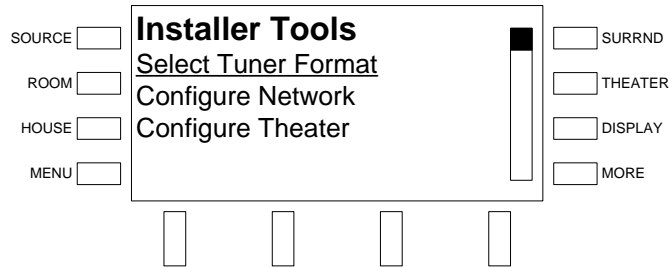 Installer Tools
SOURCE
SURRND
Select Tuner Format
ROOM
THEATER
Configure Network
HOUSE
Configure Theater
DISPLAY
MENU
MORE